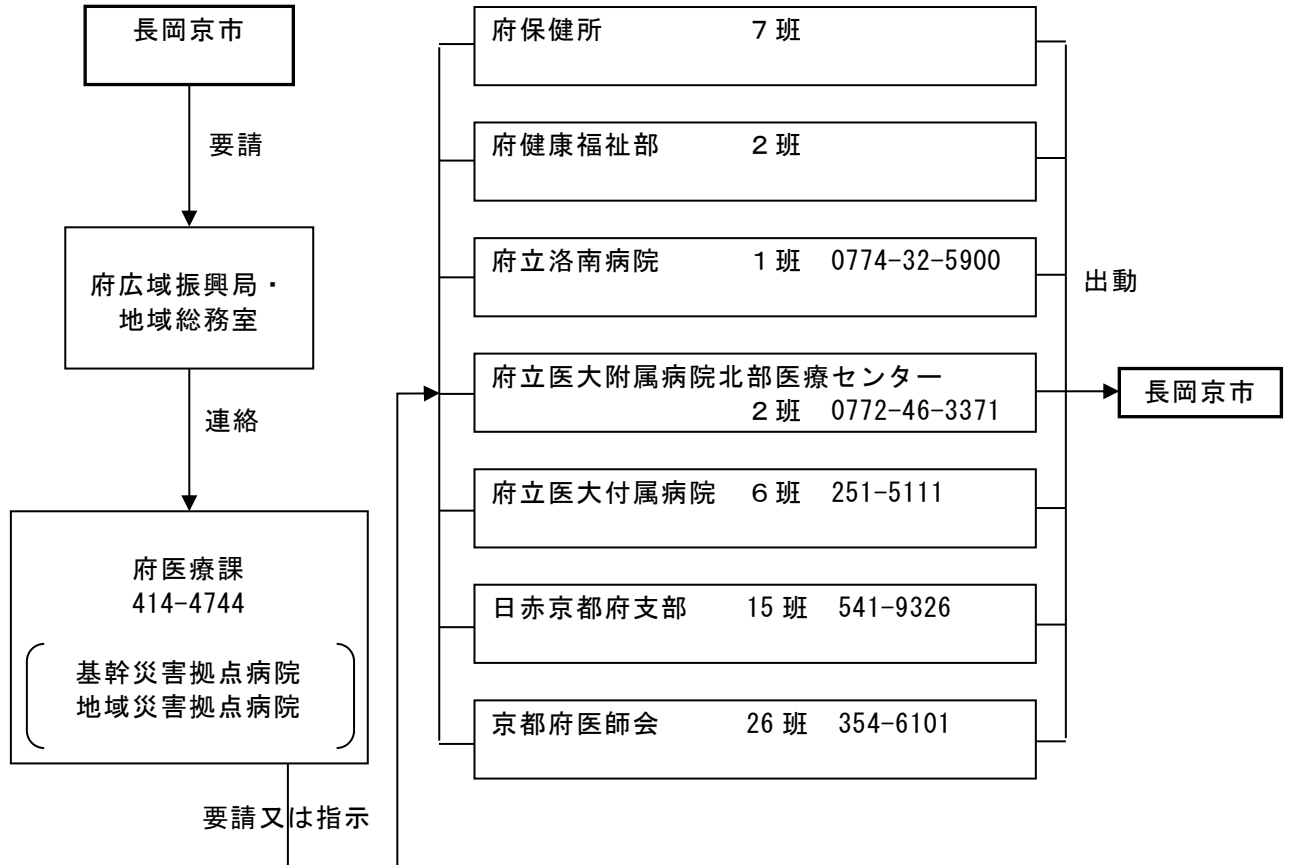 長岡京市
要請
府広域振興局・
地域総務室
連絡
府医療課
414-4744
基幹災害拠点病院
地域災害拠点病院
要請又は指示
府保健所 7班
府健康福祉部 2班
府立洛南病院 1班 0774-32-5900
府立医大附属病院北部医療センター
2班 0772-46-3371
府立医大付属病院 6班 251-5111
日赤京都府支部 15班 541-9326
京都府医師会 26班 354-6101
出動
長岡京市